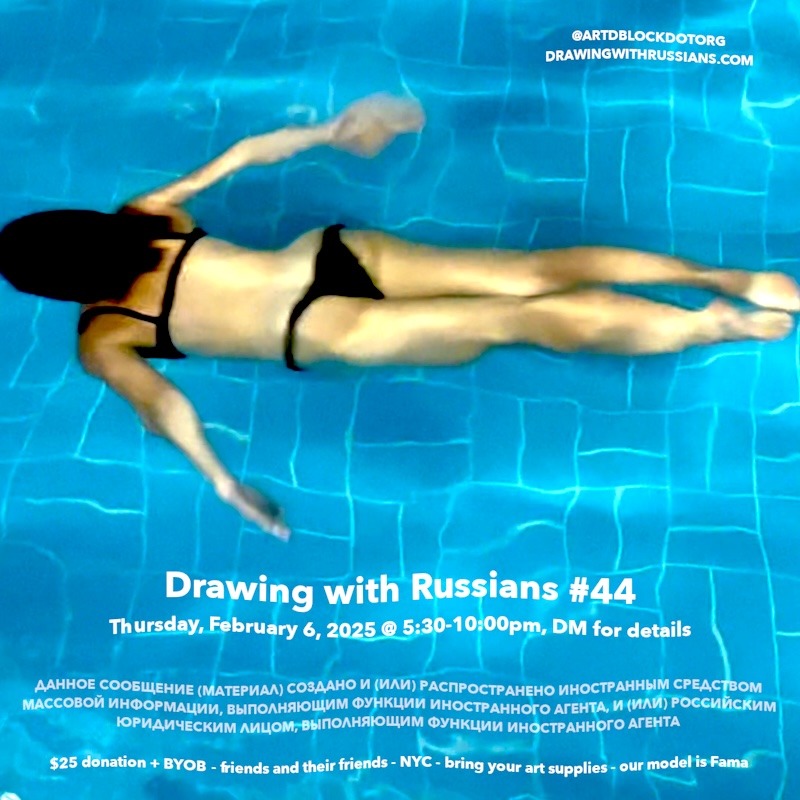 @ARTDBLOCKDOTORG
DRAWINGWITHRUSSIANS.COM
Drawing with Russians #44
Thursday, February 6, 2025 @ 5:30-10:00pm, DM for details
ДАННОЕ СООБЩЕНИЕ (МАТЕРИАЛ) СОЗДАНО И (ИЛИ) РАСПРОСТРАНЕНО ИНОСТРАННЫМ СРЕДСТВОМ
МАССОВОЙ ИНФОРМАЦИИ, ВЫПОЛНЯЮЩИМ ФУНКЦИИ ИНОСТРАННОГО АГЕНТА, И (ИЛИ) РОССИЙСКИМ
ЮРИДИЧЕСКИМ ЛИЦОМ, ВЫПОЛНЯЮЩИМ ФУНКЦИИ ИНОСТРАННОГО АГЕНТА
$25 donation + BYOB - friends and their friends - NYC - bring your art supplies - our model is Fama